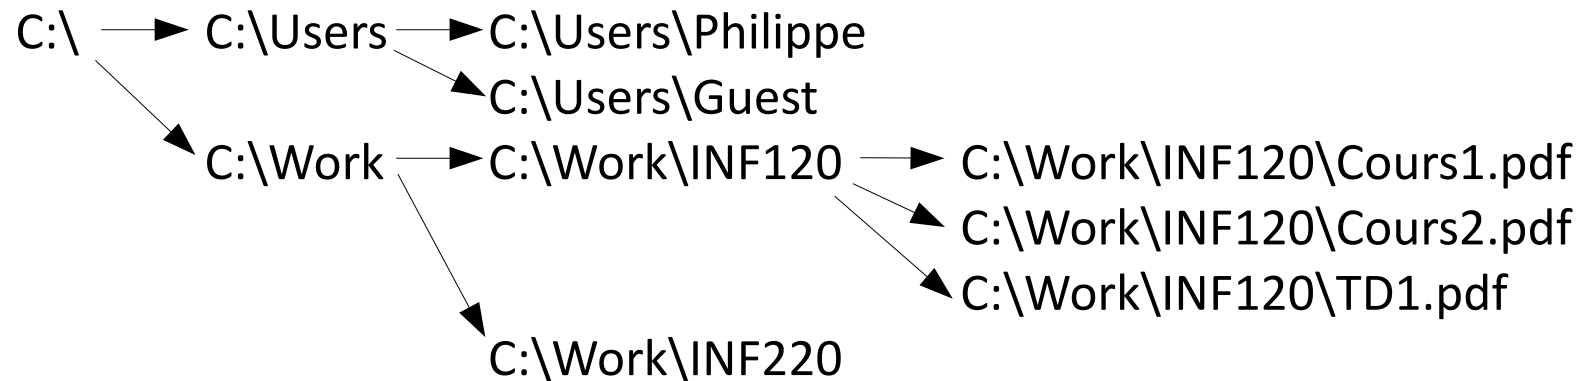 C:\ C:\Users C:\Users\Philippe
C:\Users\Guest
C:\Work C:\Work\INF120 C:\Work\INF120\Cours1.pdf
C:\Work\INF120\Cours2.pdf
C:\Work\INF120\TD1.pdf
C:\Work\INF220